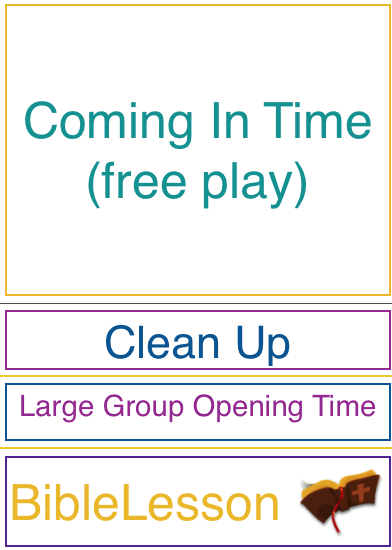 Coming In Time
(free play)
Clean Up
Large Group Opening Time
BibleLesson